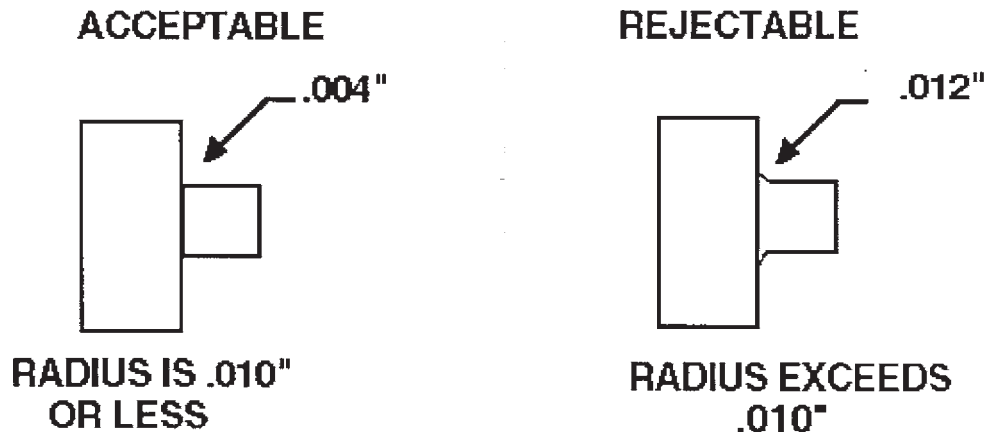 ACCEPTABLE
.004"
RADIUS IS .010"
OR LESS
REJECTABLE
.012"
RADIUS EXCEEDS
.010"